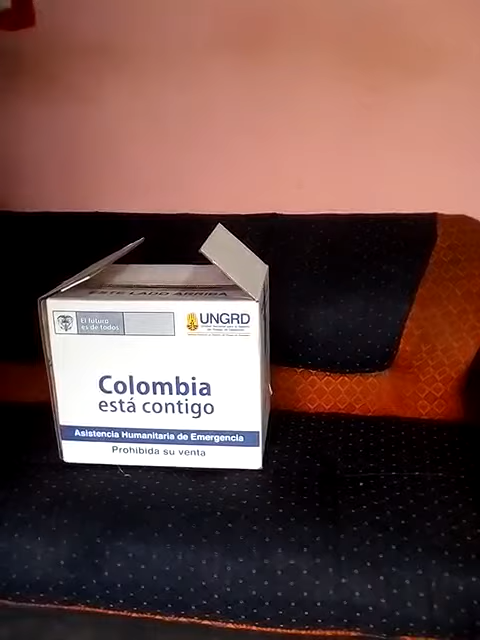 ESTE LADO ARRIBA
El futuro
es de todos
UNGRD
Colombia
está contigo
Asistencia Humanitaria de Emergencia
Prohibida su venta